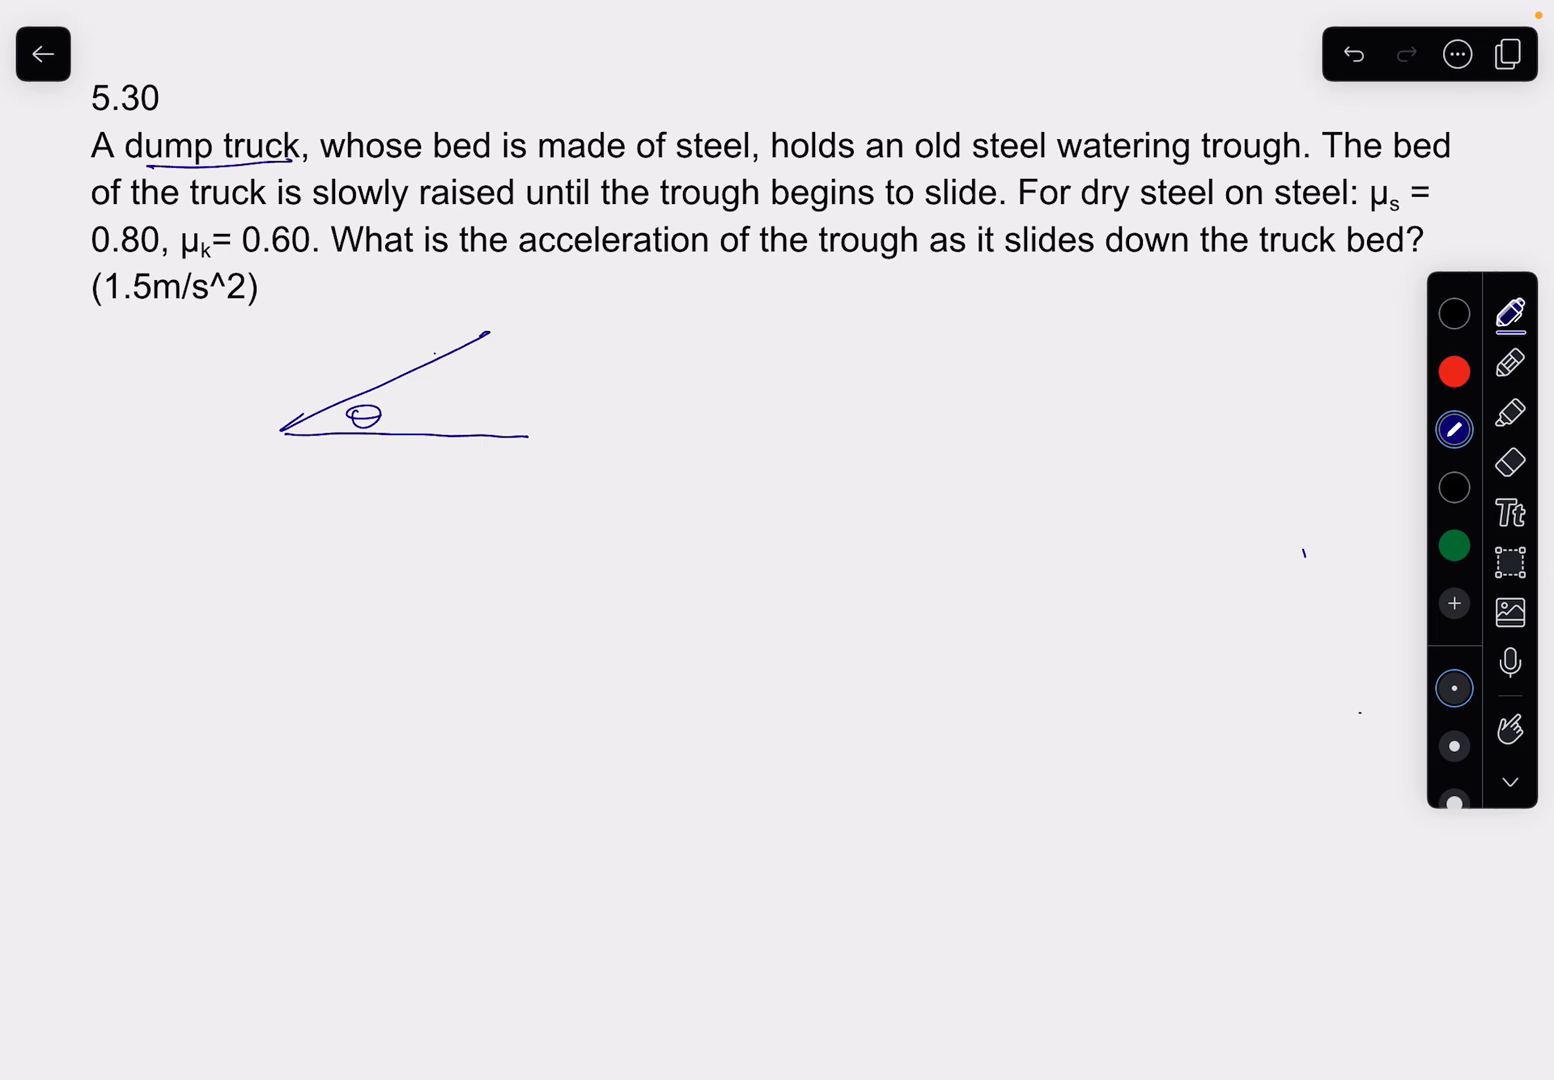 5.30
A dump truck, whose bed is made of steel, holds an old steel watering trough. The bed
of the truck is slowly raised until the trough begins to slide. For dry steel on steel: μₛ =
0.80, μₖ= 0.60. What is the acceleration of the trough as it slides down the truck bed?
(1.5m/s^2)
θ
Tt